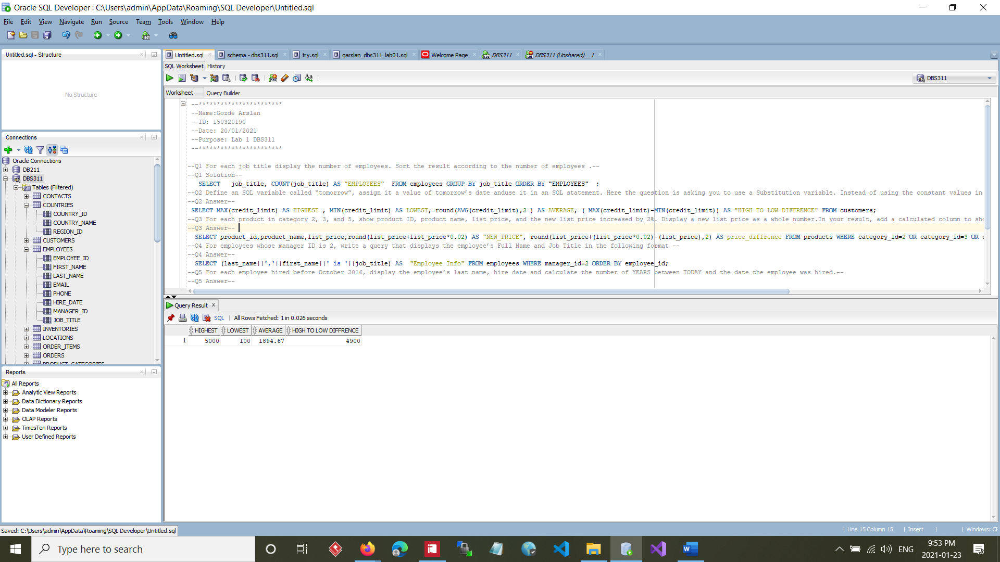 Oracle SQL Developer : C:\Users\admin\AppData\Roaming\SQL Developer\Untitled.sql
File Edit View Navigate Run Source Team Tools Window Help
Untitled.sql - Structure
No Structure
Connections
Oracle Connections
DB211
DBS311
Tables (Filtered)
CONTACTS
COUNTRIES
COUNTRY_ID
COUNTRY_NAME
REGION_ID
CUSTOMERS
EMPLOYEES
EMPLOYEE_ID
FIRST_NAME
LAST_NAME
EMAIL
PHONE
HIRE_DATE
MANAGER_ID
JOB_TITLE
INVENTORIES
LOCATIONS
ORDER_ITEMS
ORDERS
PRODUCT_CATEGORIES
Reports
All Reports
Analytic View Reports
Data Dictionary Reports
Data Modeler Reports
OLAP Reports
TimesTen Reports
User Defined Reports
Untitled.sql schema - dbs311.sql try.sql garslan_dbs311_lab01.sql Welcome Page DBS311 DBS311 (Unshared)__1
SQL Worksheet History
DBS311
Worksheet Query Builder
--***********************
--Name:Gozde Arslan
--ID: 150320190
--Date: 20/01/2021
--Purpose: Lab 1 DBS311
--***********************
--Q1 For each job title display the number of employees. Sort the result according to the number of employees .--
--Q1 Solution--
SELECT job_title, COUNT(job_title) AS "EMPLOYEES" FROM employees GROUP BY job_title ORDER BY "EMPLOYEES" ;
--Q2 Define an SQL variable called “tomorrow”, assign it a value of tomorrow’s date anduse it in an SQL statement. Here the question is asking you to use a Substitution variable. Instead of using the constant values in
--Q2 Answer--
SELECT MAX(credit_limit) AS HIGHEST , MIN(credit_limit) AS LOWEST, round(AVG(credit_limit),2 ) AS AVERAGE, ( MAX(credit_limit)-MIN(credit_limit)) AS "HIGH TO LOW DIFFRENCE" FROM customers;
--Q3 For each product in category 2, 3, and 5, show product ID, product name, list price, and the new list price increased by 2%. Display a new list price as a whole number.In your result, add a calculated column to sho
--Q3 Answer--
SELECT product_id,product_name,list_price,round(list_price+list_price*0.02) AS "NEW_PRICE", round(list_price+(list_price*0.02)-(list_price),2) AS price_diffrence FROM products WHERE category_id=2 OR category_id=3 OR c
--Q4 For employees whose manager ID is 2, write a query that displays the employee’s Full Name and Job Title in the following format --
--Q4 Answer--
SELECT (last_name||','||first_name||' is '||job_title) AS "Employee Info" FROM employees WHERE manager_id=2 ORDER BY employee_id;
--Q5 For each employee hired before October 2016, display the employee’s last name, hire date and calculate the number of YEARS between TODAY and the date the employee was hired.--
--Q5 Answer--
Query Result
SQL All Rows Fetched: 1 in 0.026 seconds
HIGHEST LOWEST AVERAGE HIGH TO LOW DIFFRENCE
1 5000 100 1894.67 4900
Saved: C:\Users\admin\AppData\Roaming\SQL Developer\Untitled.sql
Line 15 Column 15 Insert Windows: CR
Type here to search
ENG
9:53 PM
2021-01-23